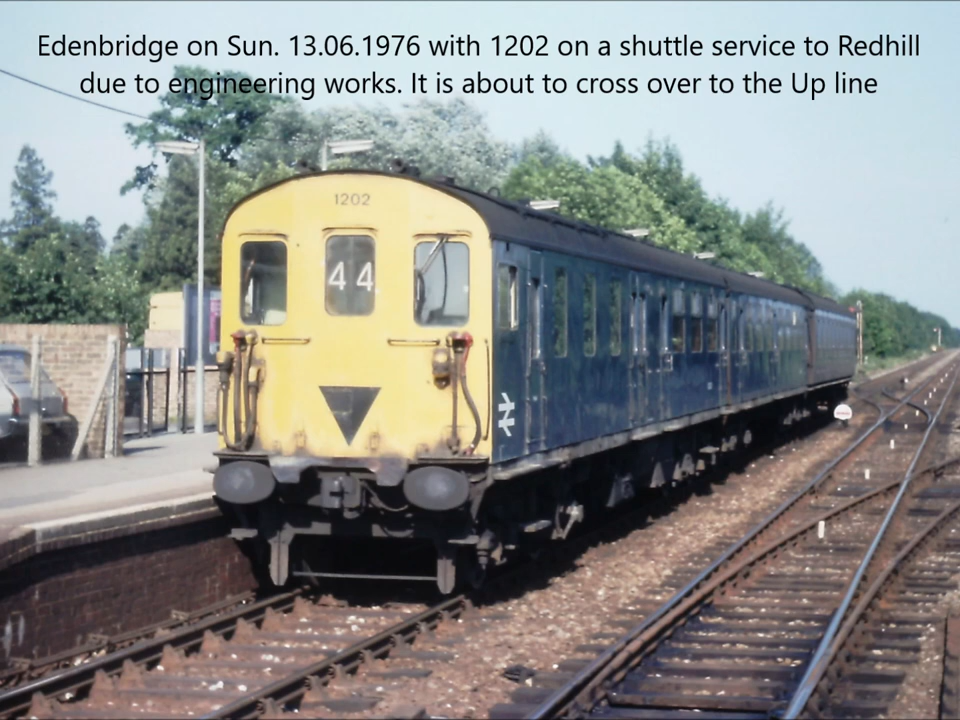 Edenbridge on Sun. 13.06.1976 with 1202 on a shuttle service to Redhill
due to engineering works. It is about to cross over to the Up line
1202
44